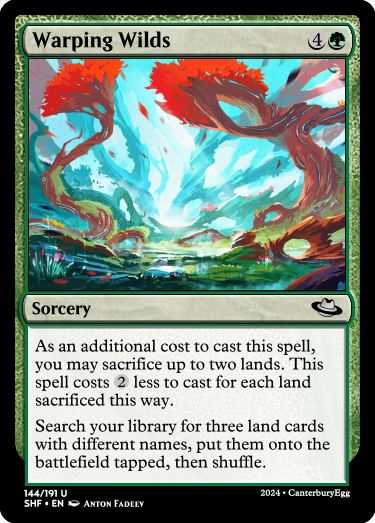 Warping Wilds 4
Sorcery
As an additional cost to cast this spell,
you may sacrifice up to two lands. This
spell costs 2 less to cast for each land
sacrificed this way.
Search your library for three land cards
with different names, put them onto the
battlefield tapped, then shuffle.
144/191 U
SHF • EN Anton Fadeev
2024 • CanterburyEgg